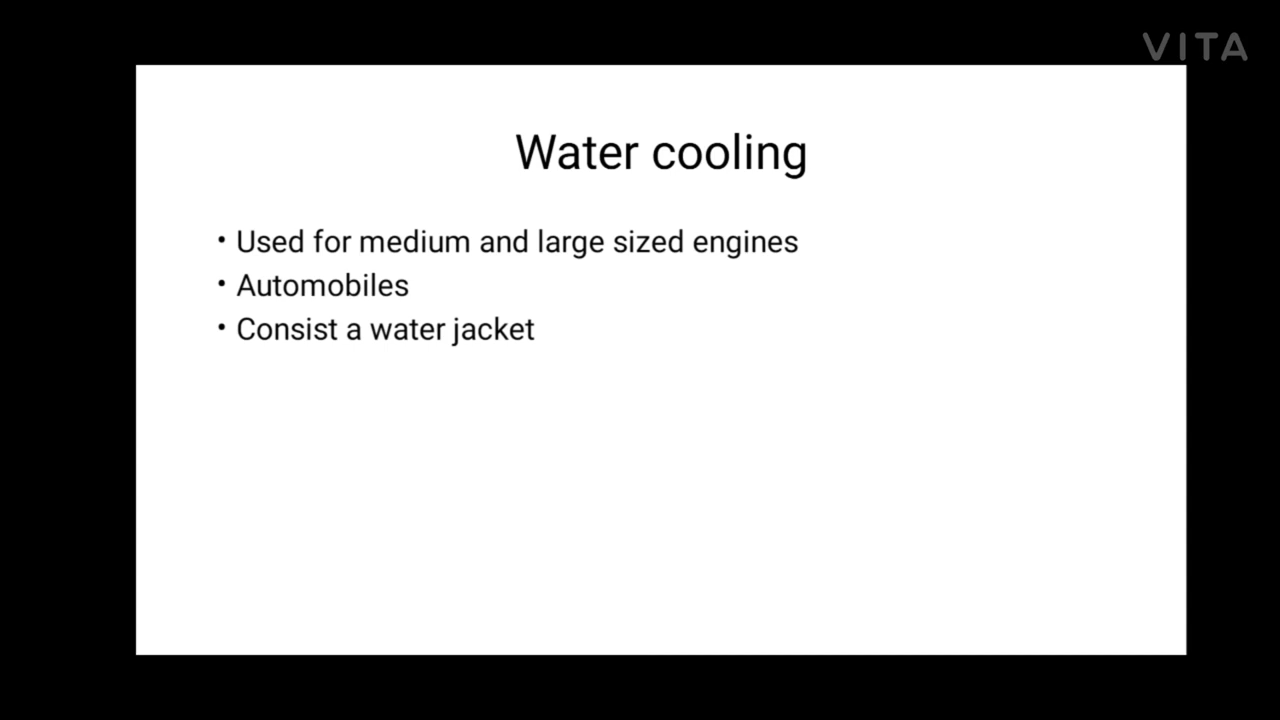 VITA
Water cooling
• Used for medium and large sized engines
• Automobiles
• Consist a water jacket